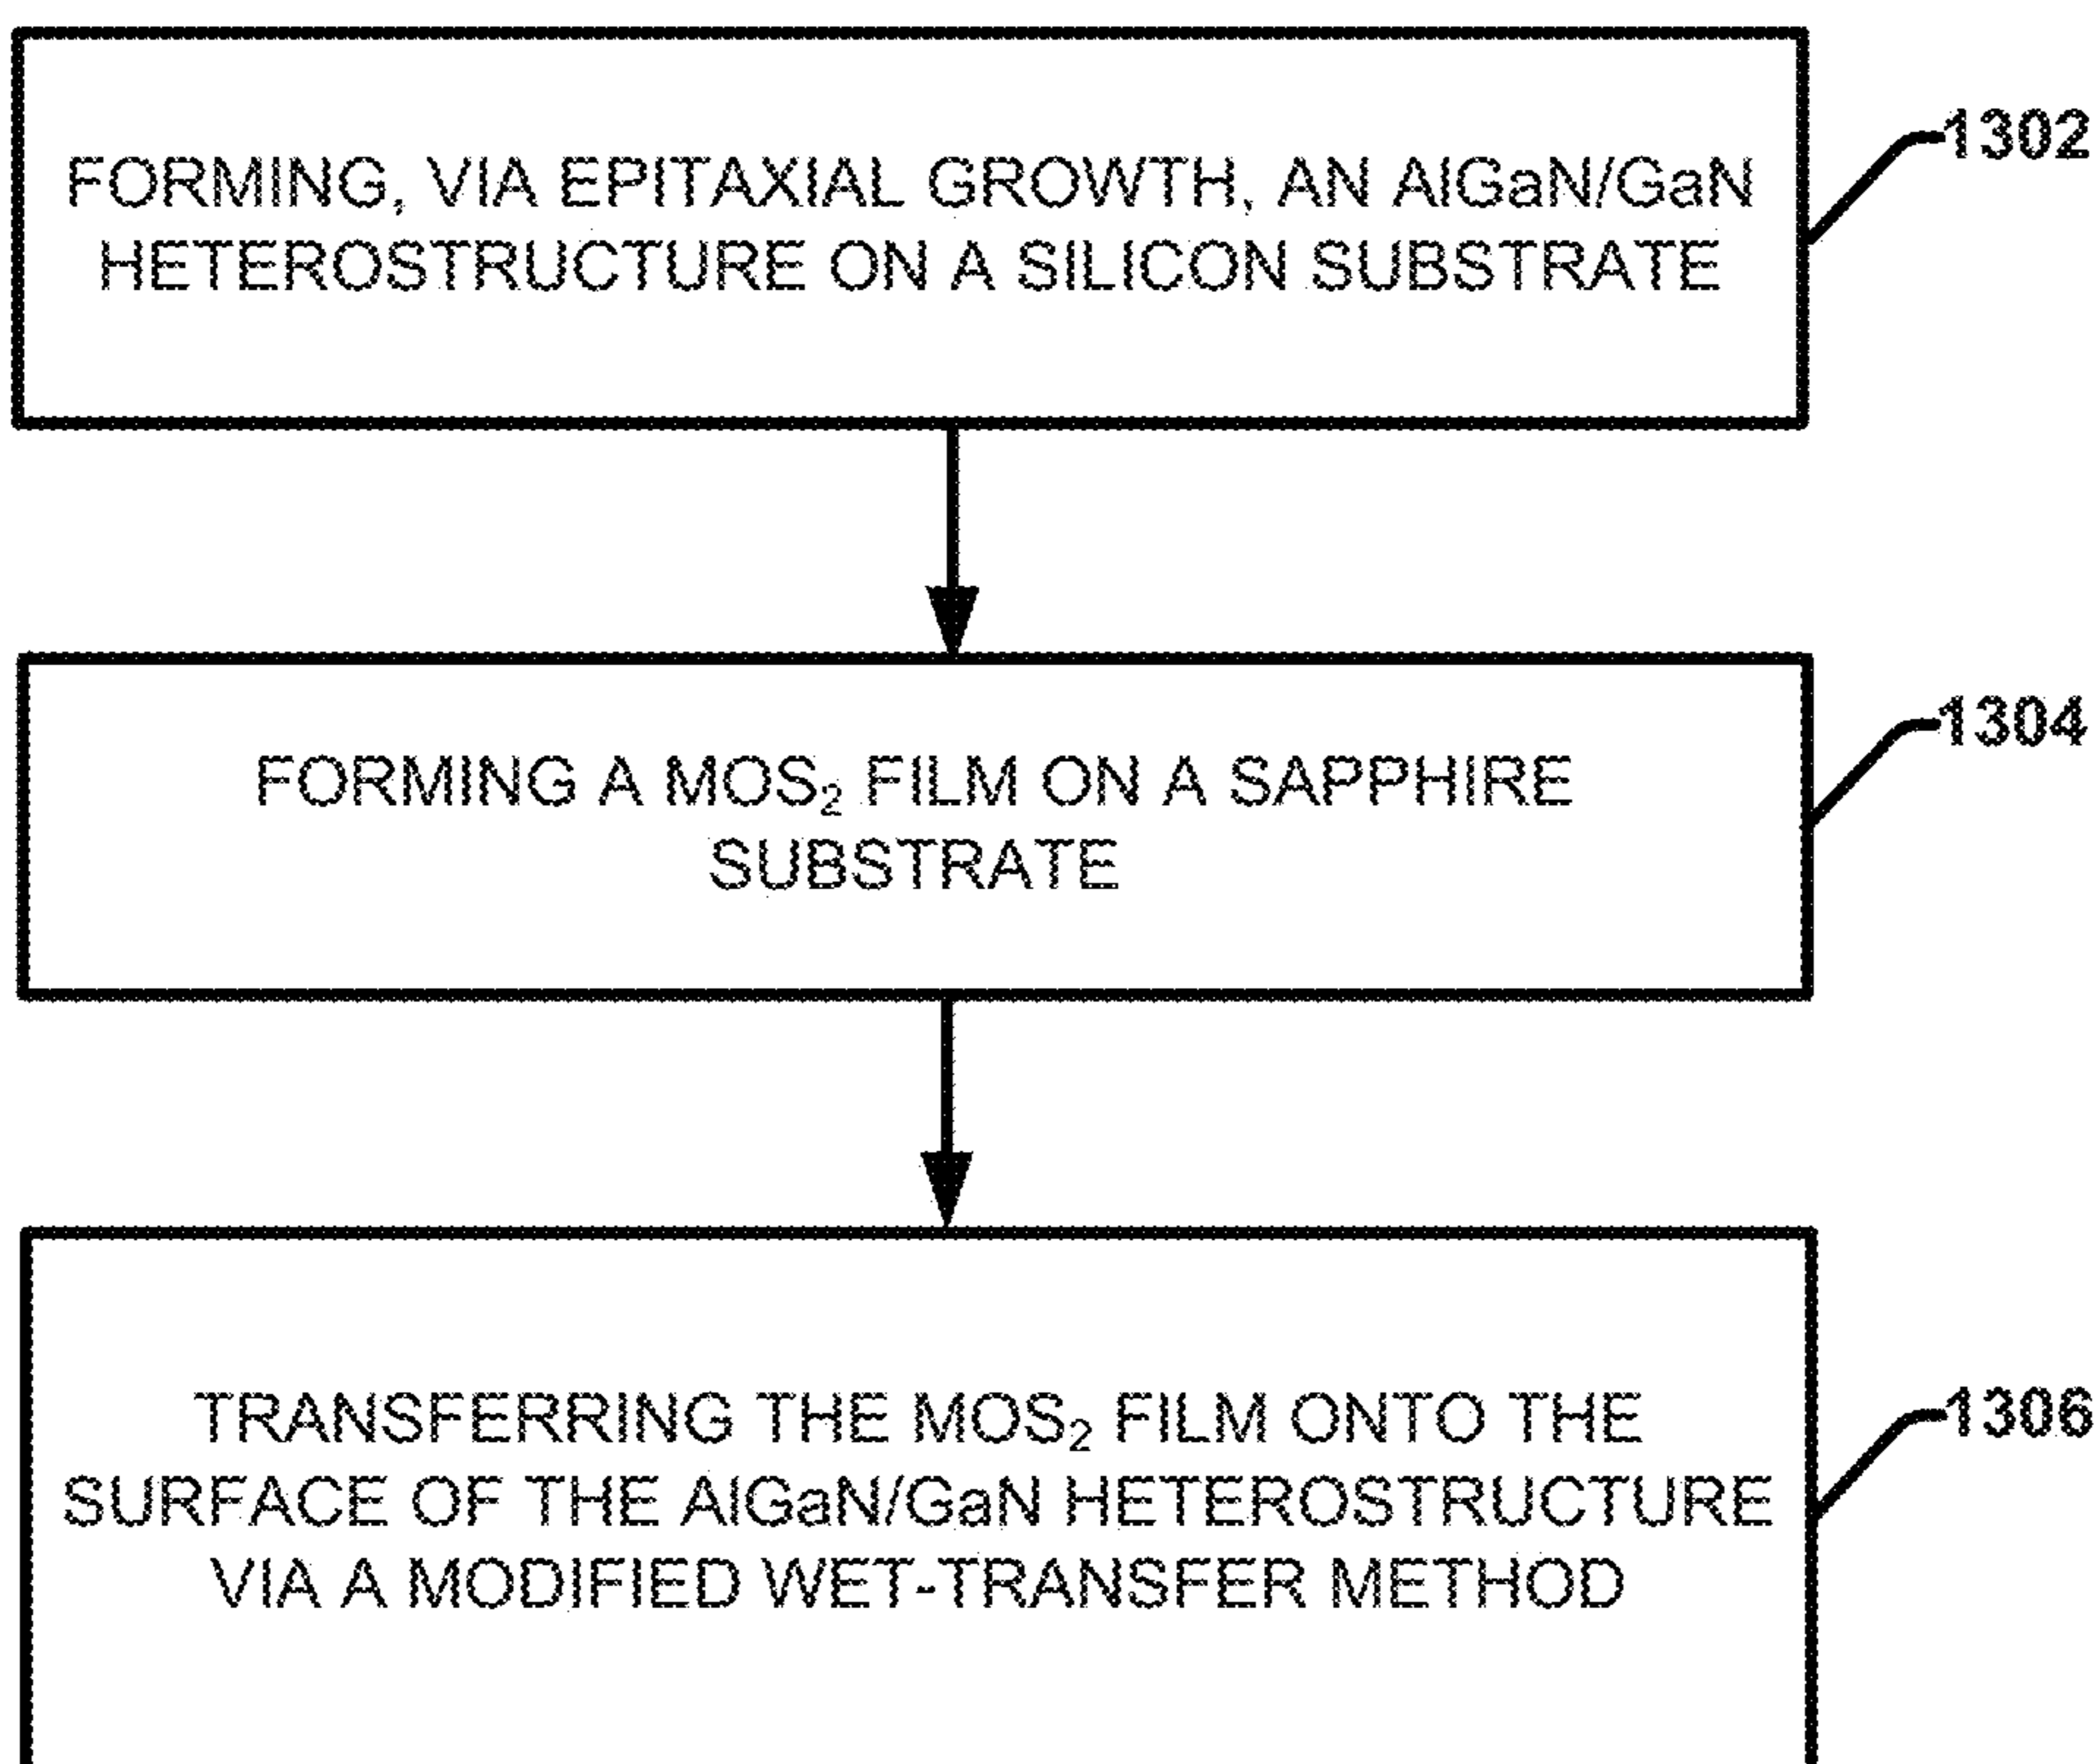 FORMING, VIA EPITAXIAL GROWTH, AN AlGaN/GaN
HETEROSTRUCTURE ON A SILICON SUBSTRATE
1302
FORMING A MOS₂ FILM ON A SAPPHIRE
SUBSTRATE
1304
TRANSFERRING THE MOS₂ FILM ONTO THE
SURFACE OF THE AlGaN/GaN HETEROSTRUCTURE
VIA A MODIFIED WET-TRANSFER METHOD
1306